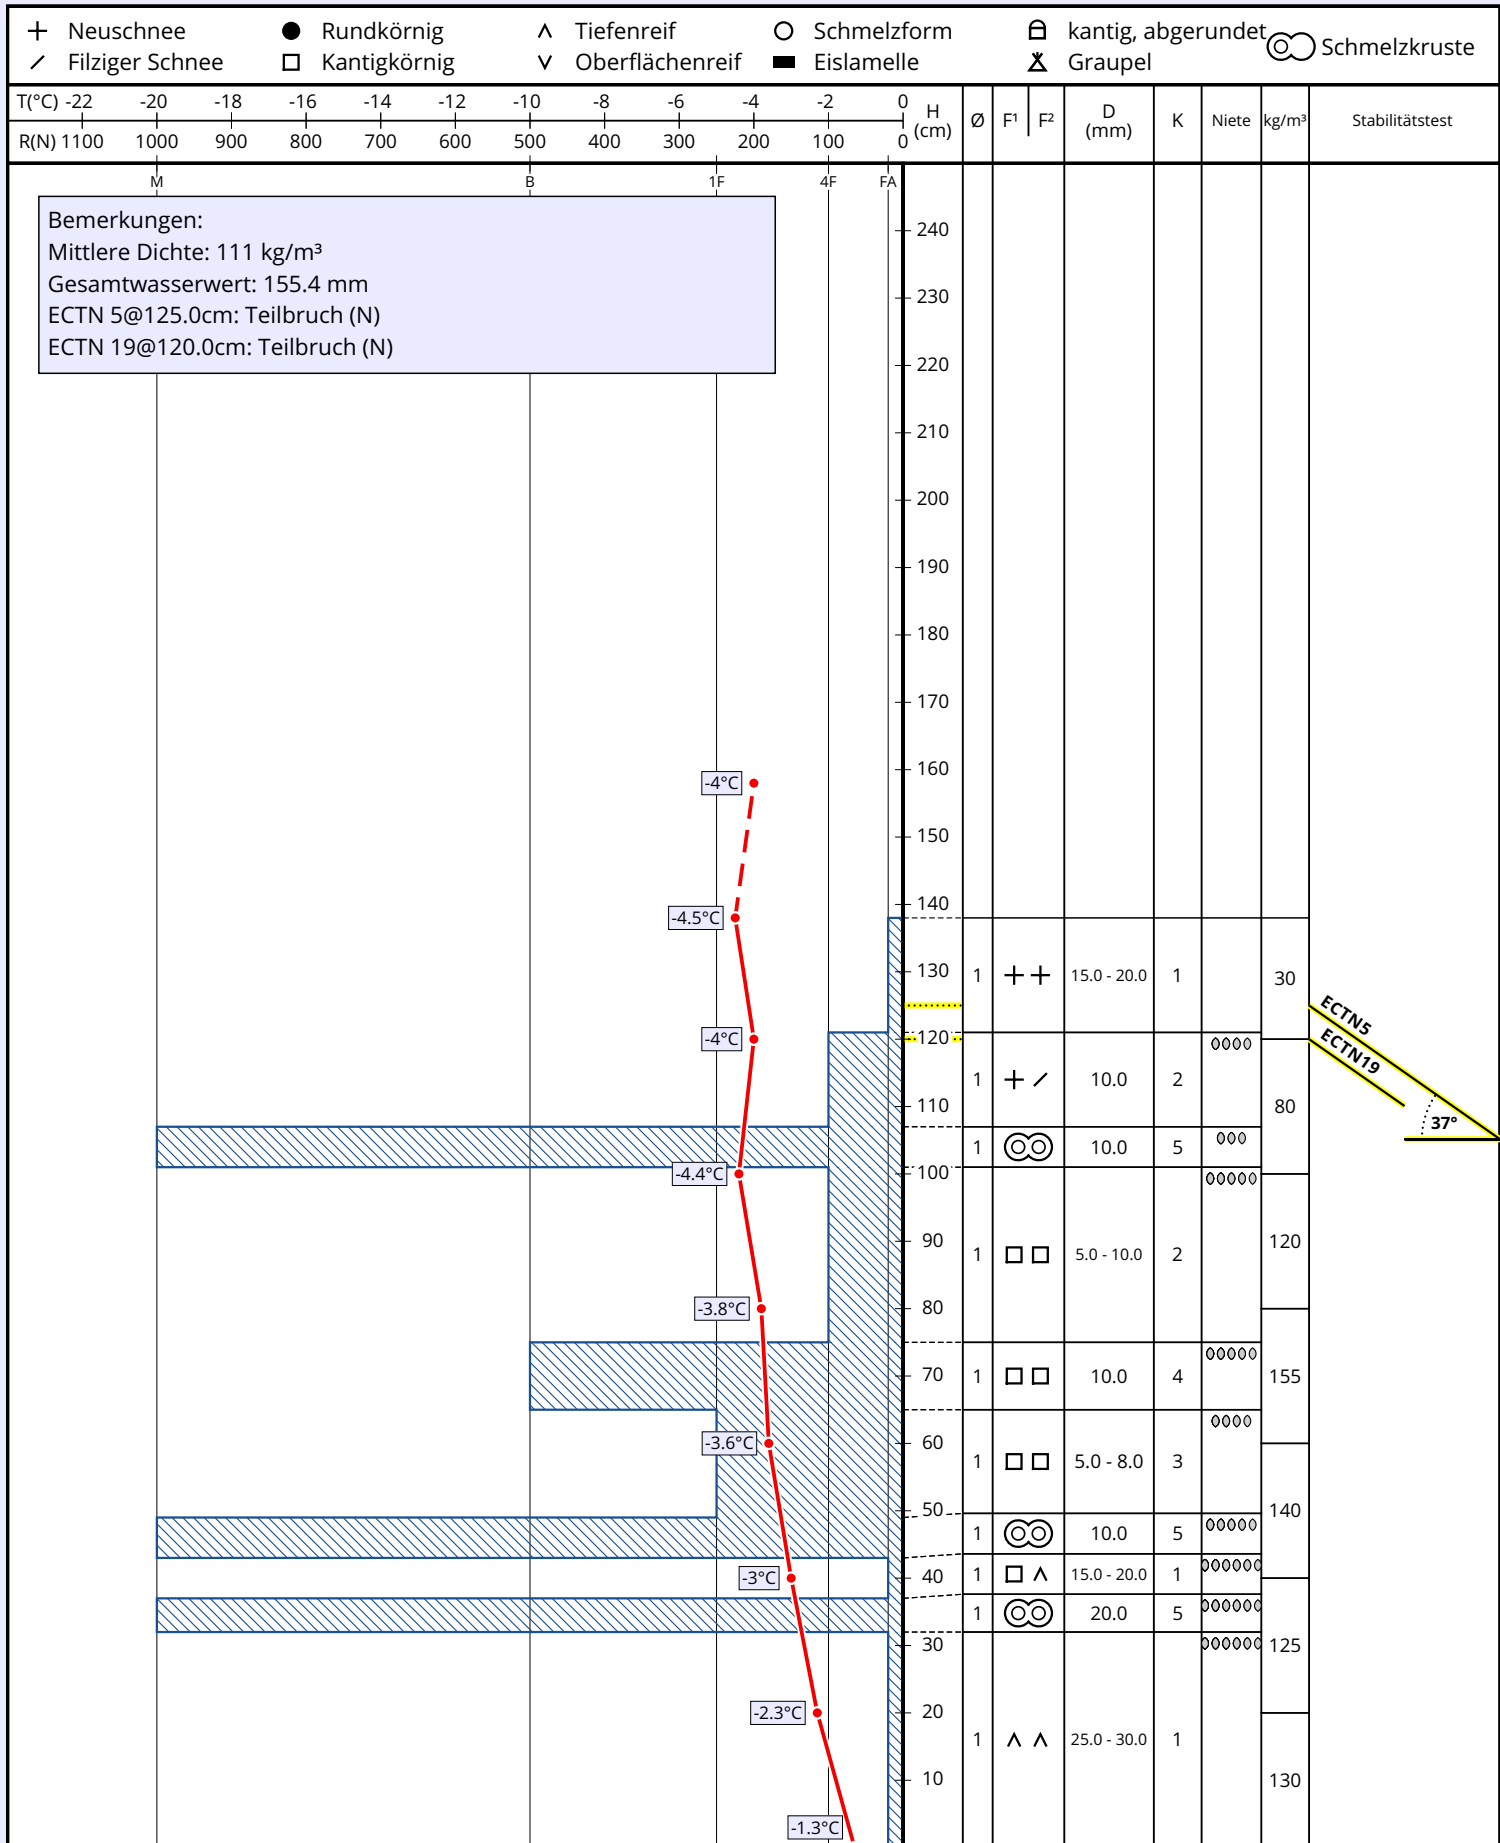 Neuschnee Rundkörnig Tiefenreif Schmelzform kantig, abgerundet Schmelzkruste
Filziger Schnee Kantigkörnig Oberflächenreif Eislamelle Graupel
T(°C) -22 -20 -18 -16 -14 -12 -10 -8 -6 -4 -2 0
R(N) 1100 1000 900 800 700 600 500 400 300 200 100 0
H (cm) Ø F¹ F² D (mm) K Niete kg/m³ Stabilitätstest
M B 1F 4F FA
Bemerkungen:
Mittlere Dichte: 111 kg/m³
Gesamtwasserwert: 155.4 mm
ECTN 5@125.0cm: Teilbruch (N)
ECTN 19@120.0cm: Teilbruch (N)
240
230
220
210
200
190
180
170
160
-4°C
150
140
-4.5°C
130 1 15.0 - 20.0 1 30
ECTN5
-4°C 120
ECTN19
1 10.0 2
110 80
37°
1 10.0 5
-4.4°C 100
90 1 5.0 - 10.0 2 120
-3.8°C 80
70 1 10.0 4 155
-3.6°C 60
1 5.0 - 8.0 3
50 140
1 10.0 5
-3°C 40 1 15.0 - 20.0 1
1 20.0 5
30 125
-2.3°C 20
1 25.0 - 30.0 1
10 130
-1.3°C